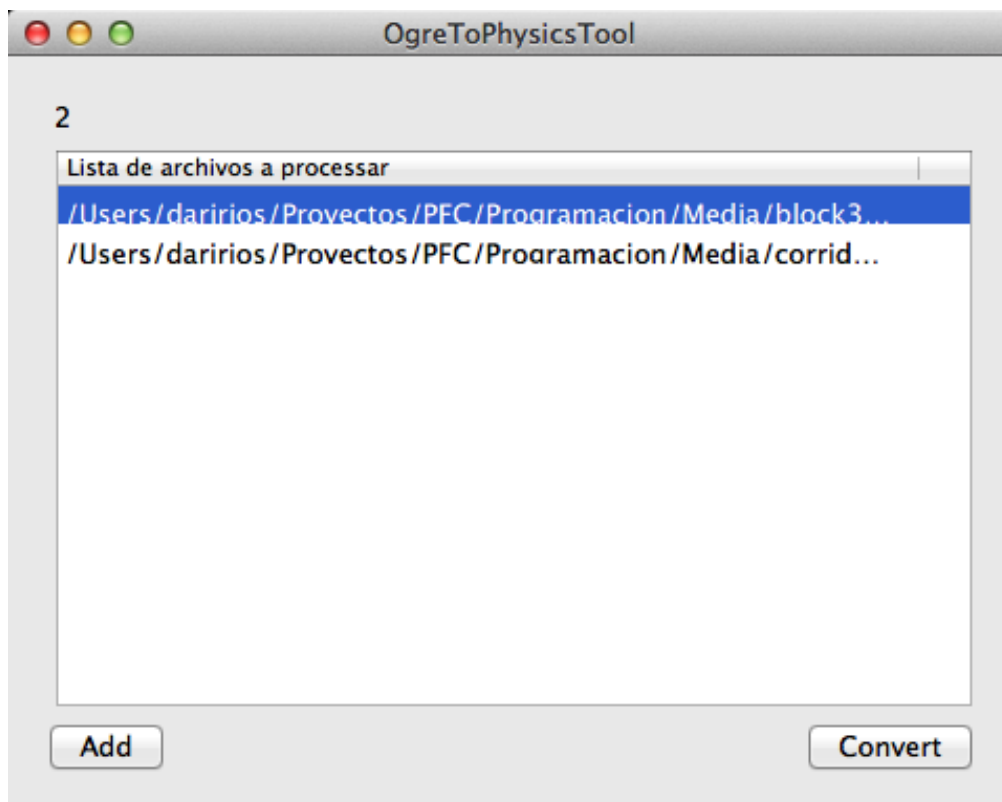 OgreToPhysicsTool
2
Lista de archivos a processar
/Users/daririos/Proyectos/PFC/Programacion/Media/block3...
/Users/daririos/Proyectos/PFC/Programacion/Media/corrid...
Add
Convert